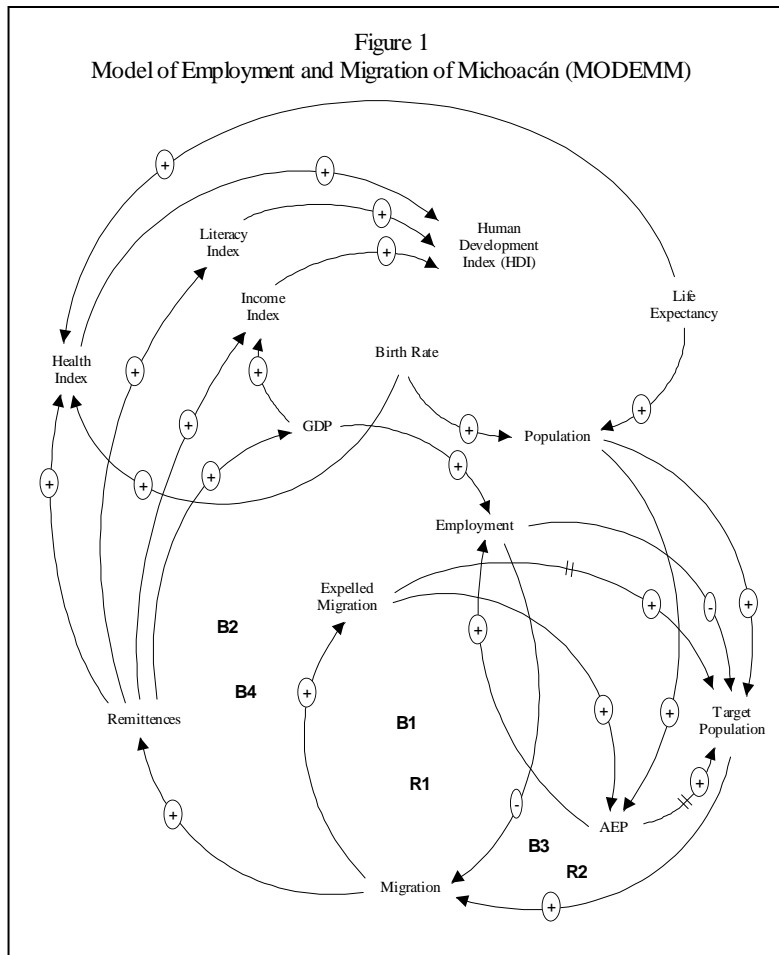 Figure 1
Model of Employment and Migration of Michoacán (MODEMM)
+
+
Literacy
Index
+
Human
Development
Index (HDI)
+
Income
Index
Life
Expectancy
Health
Index
+
+
Birth Rate
+
+
GDP
+
Population
+
+
+
+
Employment
Expelled
Migration
+
-
+
+
B2
B4
+
Remittences
B1
+
+
Target
Population
R1
+
-
AEP
+
B3
R2
Migration
+